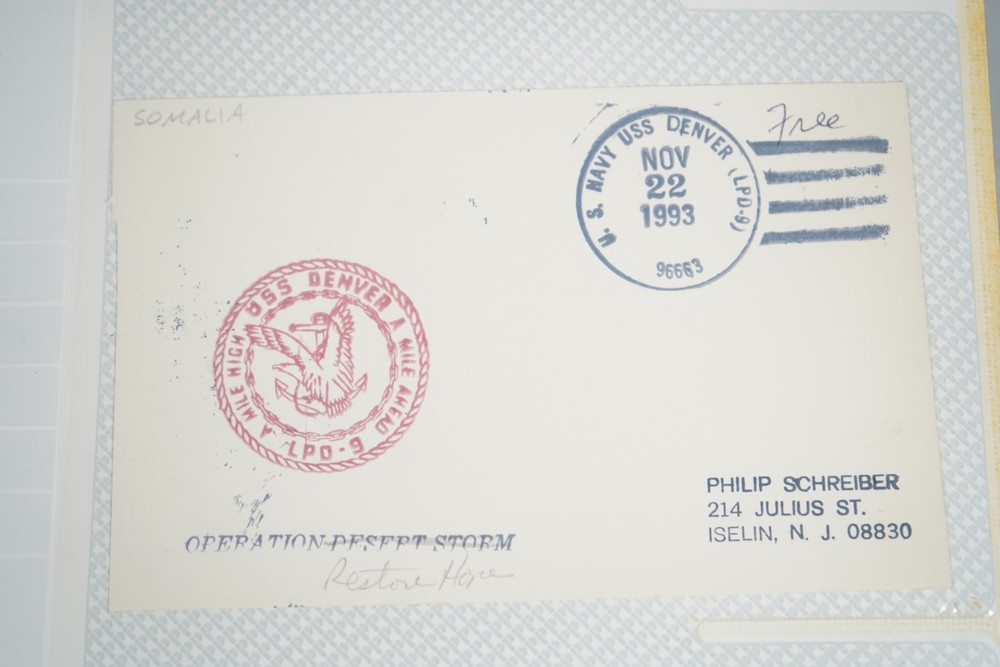 SOMALIA
Free
U. S. NAVY USS DENVER (LPD-9)
NOV
22
1993
96663
USS DENVER A MILE AHEAD
A MILE HIGH
LPD-9
PHILIP SCHREIBER
214 JULIUS ST.
ISELIN, N. J. 08830
OPERATION DESERT STORM
Restore Hope